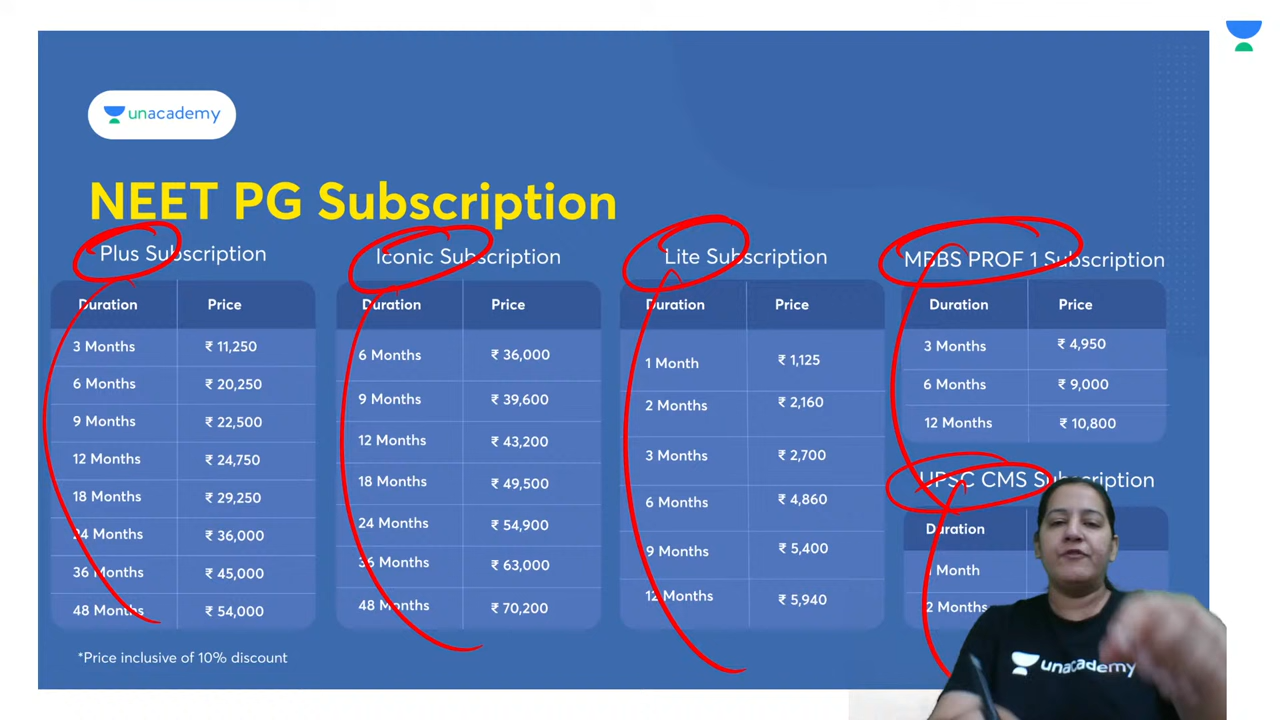 unacademy
NEET PG Subscription
Plus Subscription
Duration Price
3 Months ₹ 11,250
6 Months ₹ 20,250
9 Months ₹ 22,500
12 Months ₹ 24,750
18 Months ₹ 29,250
24 Months ₹ 36,000
36 Months ₹ 45,000
48 Months ₹ 54,000
*Price inclusive of 10% discount
Iconic Subscription
Duration Price
6 Months ₹ 36,000
9 Months ₹ 39,600
12 Months ₹ 43,200
18 Months ₹ 49,500
24 Months ₹ 54,900
36 Months ₹ 63,000
48 Months ₹ 70,200
Lite Subscription
Duration Price
1 Month ₹ 1,125
2 Months ₹ 2,160
3 Months ₹ 2,700
6 Months ₹ 4,860
9 Months ₹ 5,400
12 Months ₹ 5,940
MBBS PROF 1 Subscription
Duration Price
3 Months ₹ 4,950
6 Months ₹ 9,000
12 Months ₹ 10,800
UPSC CMS Subscription
Duration
Month
2 Months
unacademy